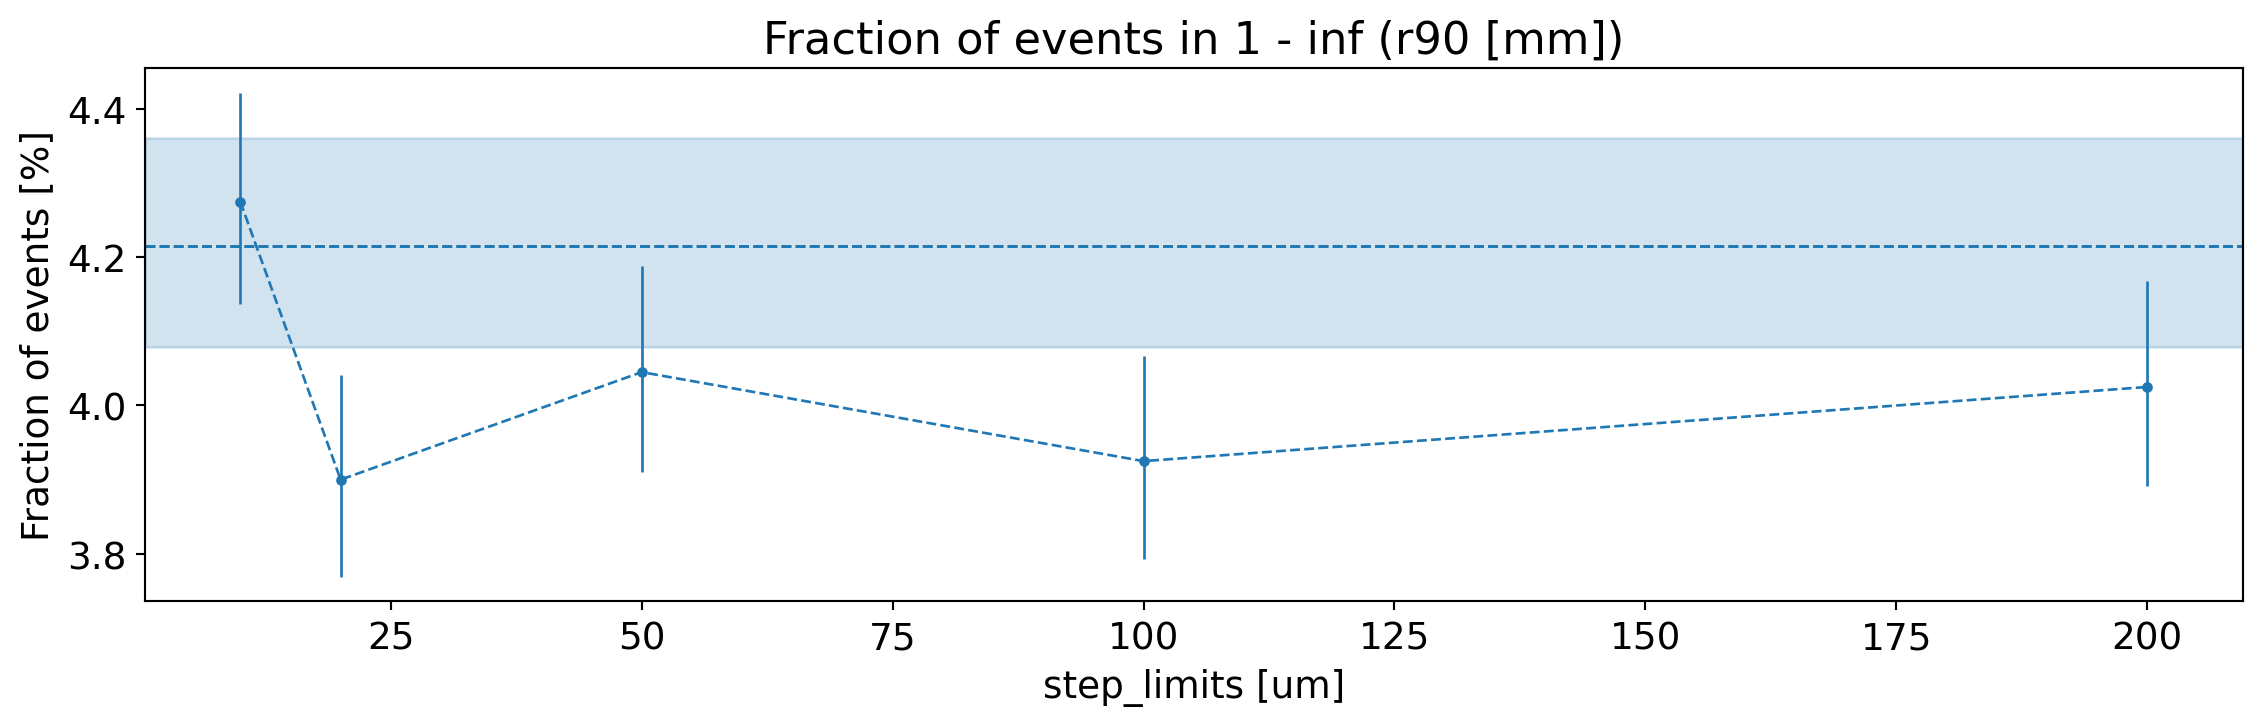 Fraction of events in 1 - inf (r90 [mm])
Fraction of events [%]
4.4
4.2
4.0
3.8
25 50 75 100 125 150 175 200
step_limits [um]